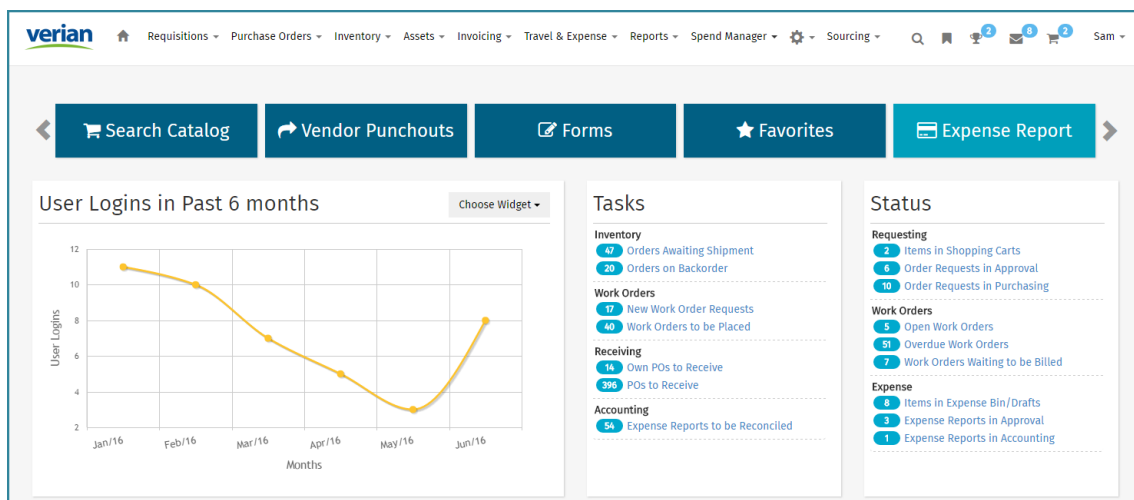 verian
Requisitions Purchase Orders Inventory Assets Invoicing Travel & Expense Reports Spend Manager Sourcing 2 8 2 Sam
Search Catalog Vendor Punchouts Forms Favorites Expense Report
User Logins in Past 6 months
Choose Widget
12
10
8
6
4
2
User Logins
Jan/16 Feb/16 Mar/16 Apr/16 May/16 Jun/16
Months
Tasks
Inventory
47 Orders Awaiting Shipment
20 Orders on Backorder
Work Orders
17 New Work Order Requests
40 Work Orders to be Placed
Receiving
14 Own POs to Receive
396 POs to Receive
Accounting
54 Expense Reports to be Reconciled
Status
Requesting
2 Items in Shopping Carts
6 Order Requests in Approval
10 Order Requests in Purchasing
Work Orders
5 Open Work Orders
51 Overdue Work Orders
7 Work Orders Waiting to be Billed
Expense
8 Items in Expense Bin/Drafts
3 Expense Reports in Approval
1 Expense Reports in Accounting